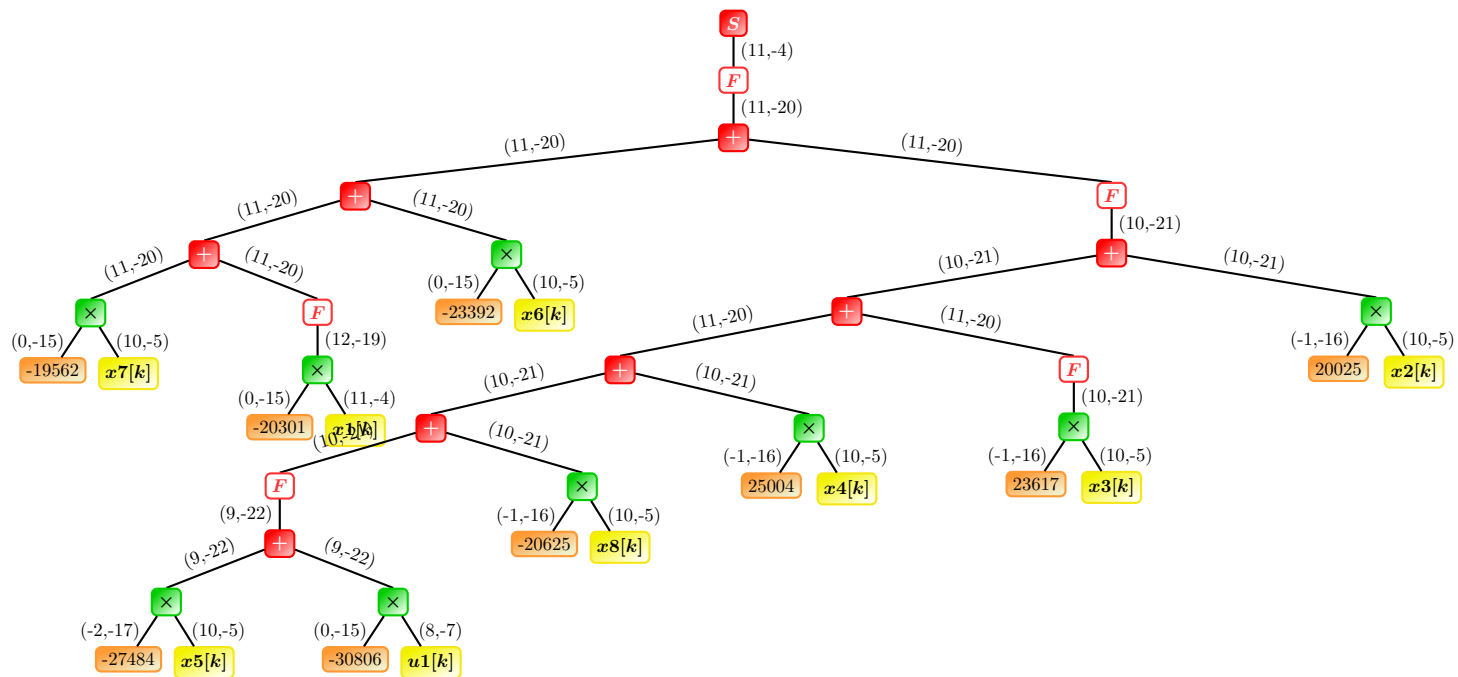 S
(11,-4)
F
(11,-20)
+
(11,-20) (11,-20)
+ F
(11,-20) (11,-20) (10,-21)
+ × +
(11,-20) (11,-20) (0,-15) (10,-5) (10,-21) (10,-21)
× F -23392 x6[k] + ×
(0,-15) (10,-5) (12,-19) (11,-20) (11,-20) (-1,-16) (10,-5)
-19562 x7[k] × + F 20025 x2[k]
(0,-15) (11,-4) (10,-21) (10,-21) (10,-21)
-20301 x1[k] + × ×
(10,-21) (10,-21) (-1,-16) (10,-5) (-1,-16) (10,-5)
F × 25004 x4[k] 23617 x3[k]
(9,-22) (-1,-16) (10,-5)
+ -20625 x8[k]
(9,-22) (9,-22)
× ×
(-2,-17) (10,-5) (0,-15) (8,-7)
-27484 x5[k] -30806 u1[k]